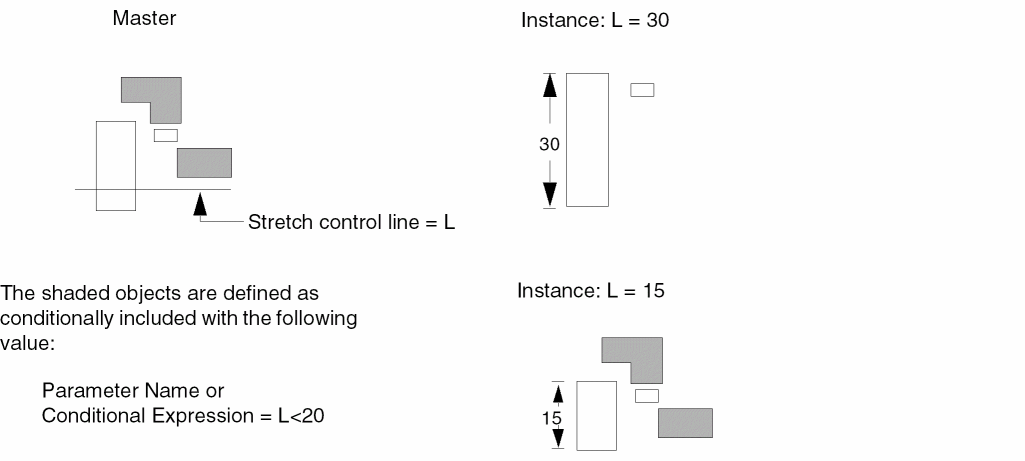 Master
Stretch control line = L
The shaded objects are defined as
conditionally included with the following
value:
Parameter Name or
Conditional Expression = L<20
Instance: L = 30
30
Instance: L = 15
15